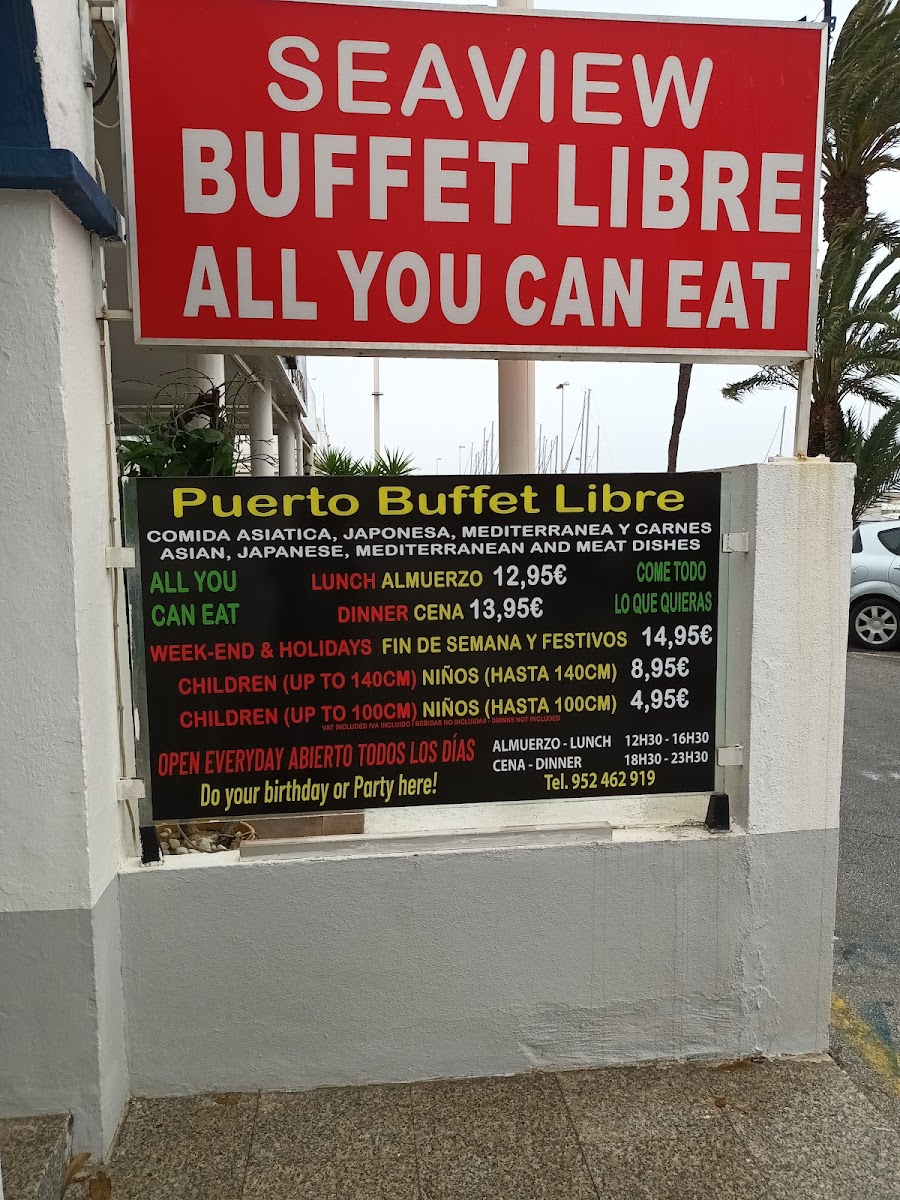 SEAVIEW
BUFFET LIBRE
ALL YOU CAN EAT
Puerto Buffet Libre
COMIDA ASIATICA, JAPONESA, MEDITERRANEA Y CARNES
ASIAN, JAPANESE, MEDITERRANEAN AND MEAT DISHES
ALL YOU
CAN EAT
LUNCH ALMUERZO 12,95€
DINNER CENA 13,95€
COME TODO
LO QUE QUIERAS
WEEK-END & HOLIDAYS FIN DE SEMANA Y FESTIVOS 14,95€
CHILDREN (UP TO 140CM) NIÑOS (HASTA 140CM) 8,95€
CHILDREN (UP TO 100CM) NIÑOS (HASTA 100CM) 4,95€
VAT INCLUDED IVA INCLUIDO / BEBIDAS NO INCLUIDAS - DRINKS NOT INCLUDED
OPEN EVERYDAY ABIERTO TODOS LOS DÍAS
ALMUERZO - LUNCH 12H30 - 16H30
CENA - DINNER 18H30 - 23H30
Do your birthday or Party here!
Tel. 952 462 919